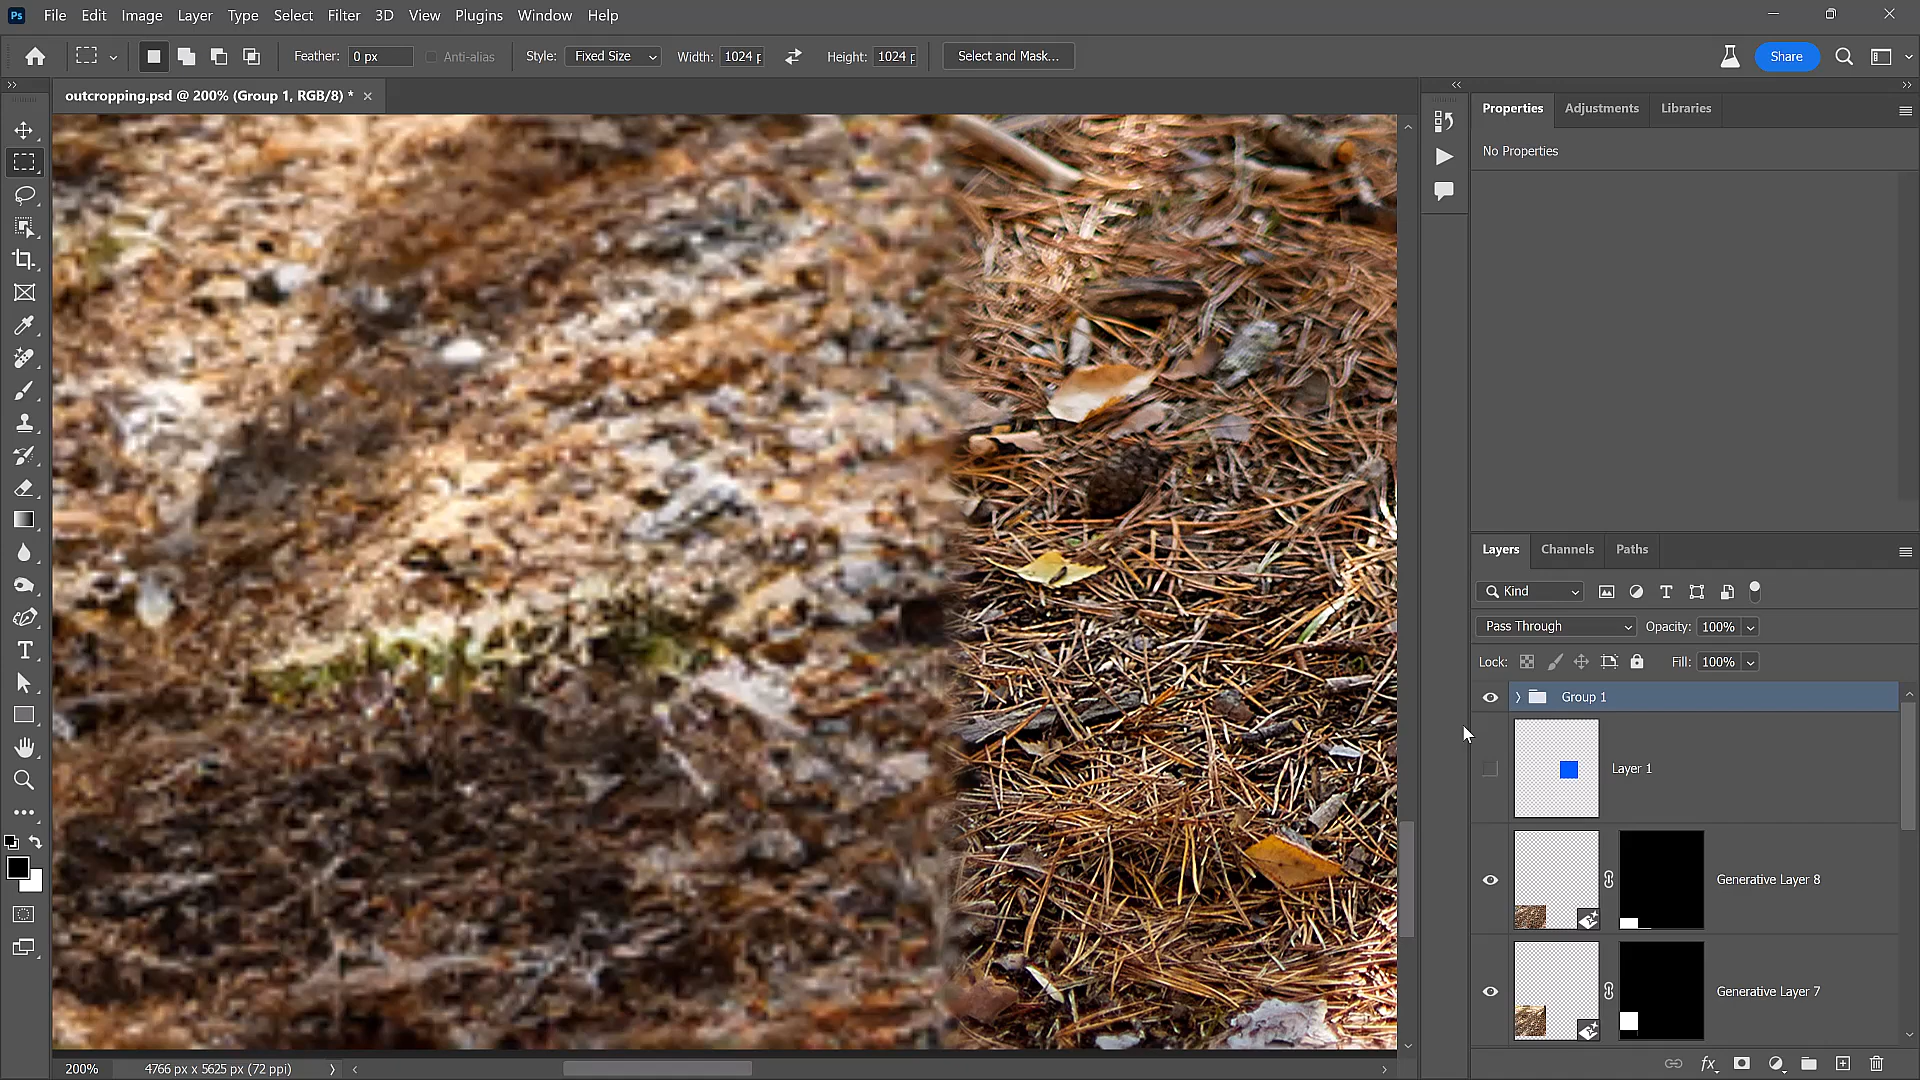 Ps File Edit Image Layer Type Select Filter 3D View Plugins Window Help
Feather: 0 px Anti-alias Style: Fixed Size Width: 1024 p Height: 1024 p Select and Mask... Share
outcropping.psd @ 200% (Group 1, RGB/8) *
Properties Adjustments Libraries
No Properties
Layers Channels Paths
Kind
Pass Through Opacity: 100%
Lock: Fill: 100%
Group 1
Layer 1
Generative Layer 8
Generative Layer 7
200% 4766 px x 5625 px (72 ppi)